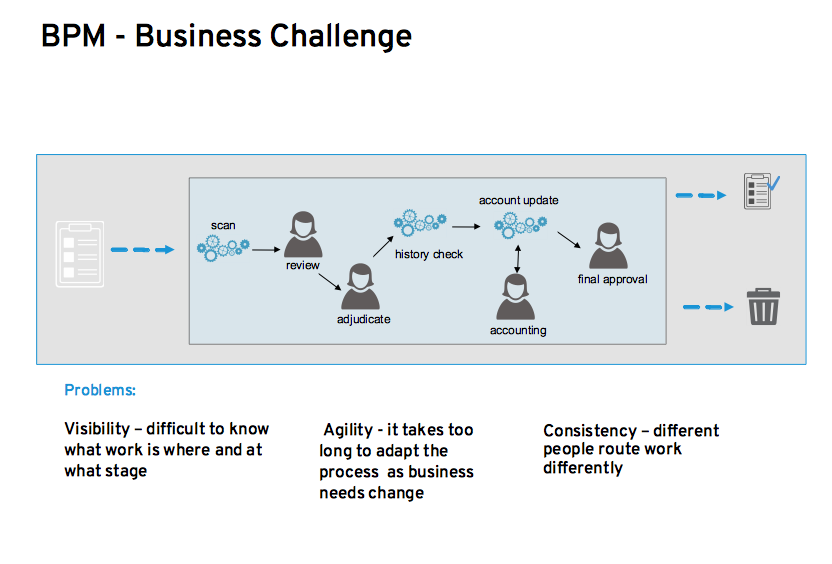 BPM - Business Challenge
scan
review
adjudicate
history check
account update
accounting
final approval
Problems:
Visibility – difficult to know
what work is where and at
what stage
Agility - it takes too
long to adapt the
process as business
needs change
Consistency – different
people route work
differently